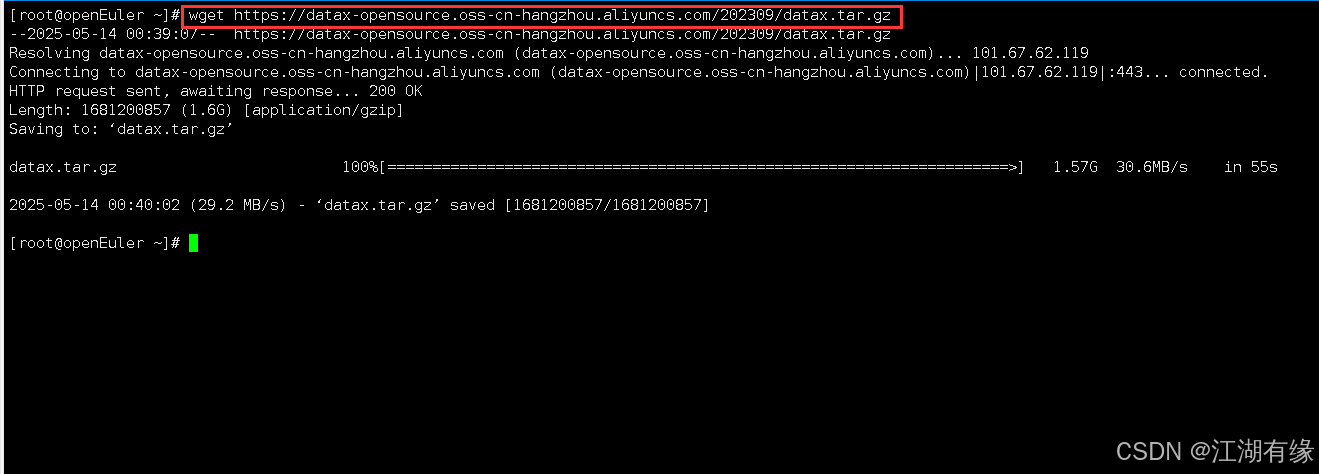 [root@openEuler ~]# wget https://datax-opensource.oss-cn-hangzhou.aliyuncs.com/202309/datax.tar.gz
--2025-05-14 00:39:07--  https://datax-opensource.oss-cn-hangzhou.aliyuncs.com/202309/datax.tar.gz
Resolving datax-opensource.oss-cn-hangzhou.aliyuncs.com (datax-opensource.oss-cn-hangzhou.aliyuncs.com)... 101.67.62.119
Connecting to datax-opensource.oss-cn-hangzhou.aliyuncs.com (datax-opensource.oss-cn-hangzhou.aliyuncs.com)|101.67.62.119|:443... connected.
HTTP request sent, awaiting response... 200 OK
Length: 1681200857 (1.6G) [application/gzip]
Saving to: ‘datax.tar.gz’
datax.tar.gz                         100%[=====================================================================>]   1.57G  30.6MB/s    in 55s
2025-05-14 00:40:02 (29.2 MB/s) - ‘datax.tar.gz’ saved [1681200857/1681200857]
[root@openEuler ~]#
CSDN @江湖有缘